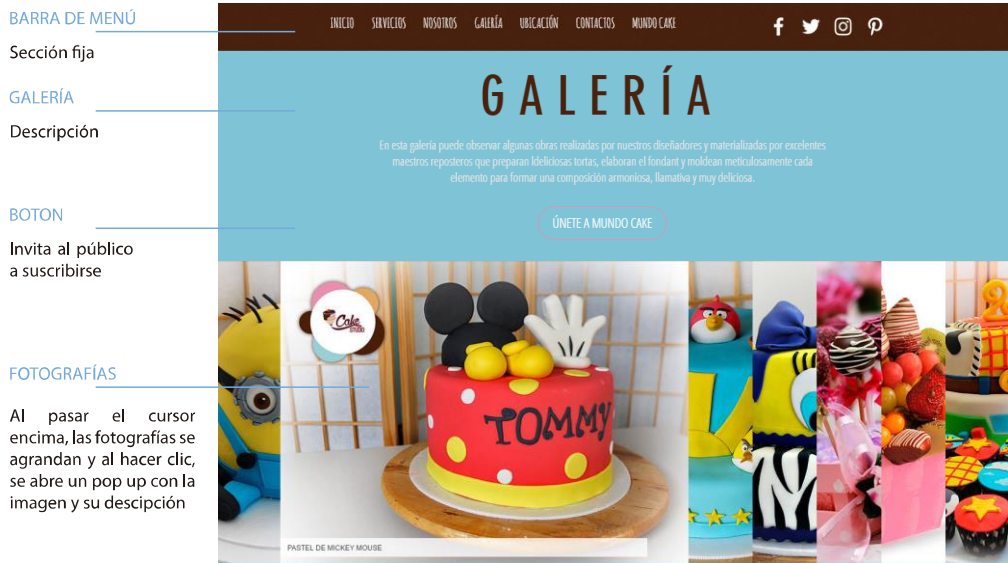 BARRA DE MENÚ
Sección fija
GALERÍA
Descripción
BOTON
Invita al público
a suscribirse
FOTOGRAFÍAS
Al pasar el cursor
encima, las fotografías se
agrandan y al hacer clic,
se abre un pop up con la
imagen y su descipción
INICIO SERVICIOS NOSOTROS GALERÍA UBICACIÓN CONTACTOS MUNDO CAKE
GALERÍA
En esta galería puede observar algunas obras realizadas por nuestros diseñadores y materializadas por excelentes
maestros reposteros que preparan ldeliciosas tortas, elaboran el fondant y moldean meticulosamente cada
elemento para formar una composición armoniosa, llamativa y muy deliciosa.
ÚNETE A MUNDO CAKE
Cake
TOMMY
PASTEL DE MICKEY MOUSE